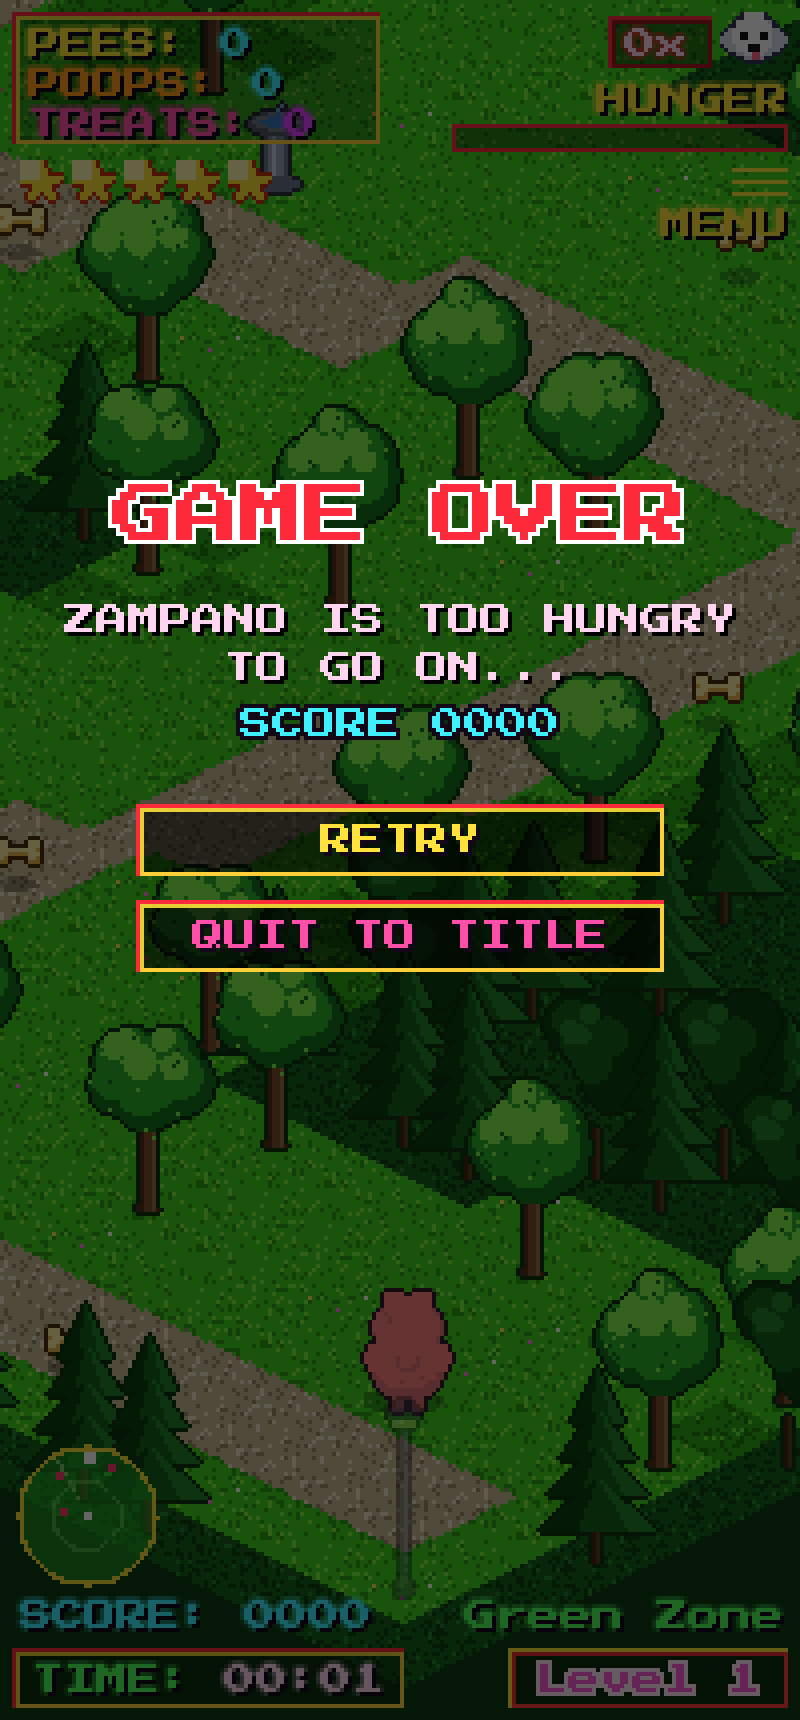 PEES: 0
0x
POOPS: 0
HUNGER
TREATS: 0
MENU
GAME OVER
ZAMPANO IS TOO HUNGRY
TO GO ON...
SCORE 0000
RETRY
QUIT TO TITLE
SCORE: 0000
Green Zone
TIME: 00:01
Level 1